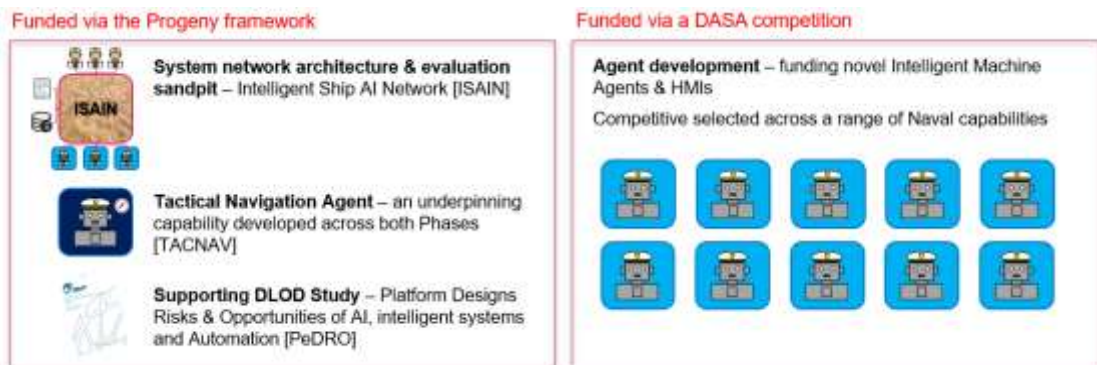 Funded via the Progeny framework
ISAIN
System network architecture & evaluation
sandpit – Intelligent Ship AI Network [ISAIN]
Tactical Navigation Agent – an underpinning
capability developed across both Phases
[TACNAV]
Supporting DLOD Study – Platform Designs
Risks & Opportunities of AI, intelligent systems
and Automation [PeDRO]
Funded via a DASA competition
Agent development – funding novel Intelligent Machine
Agents & HMIs
Competitive selected across a range of Naval capabilities